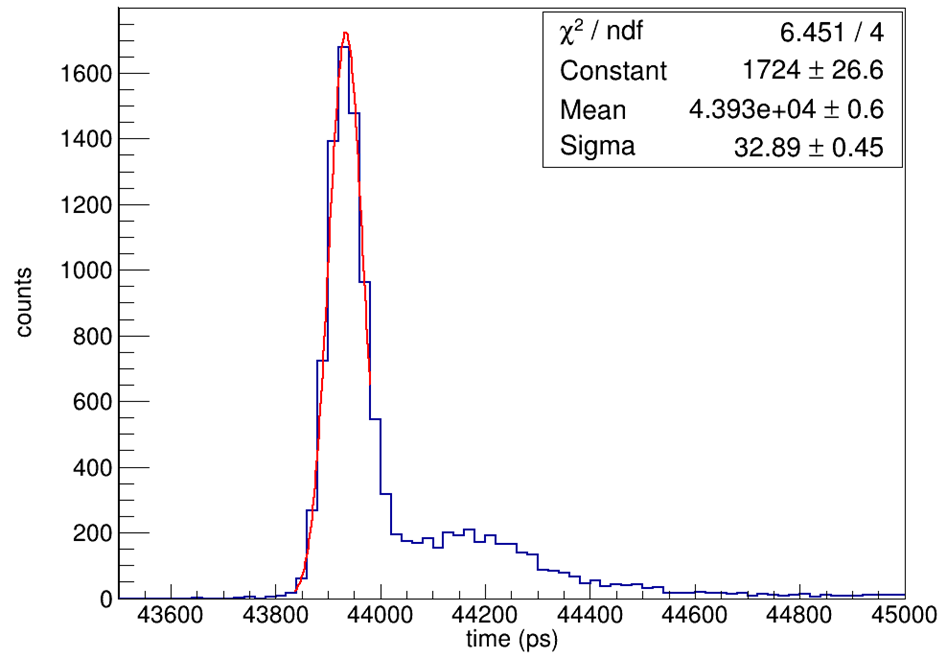 χ² / ndf 6.451 / 4
Constant 1724 ± 26.6
Mean 4.393e+04 ± 0.6
Sigma 32.89 ± 0.45
counts
1600
1400
1200
1000
800
600
400
200
0
43600 43800 44000 44200 44400 44600 44800 45000
time (ps)